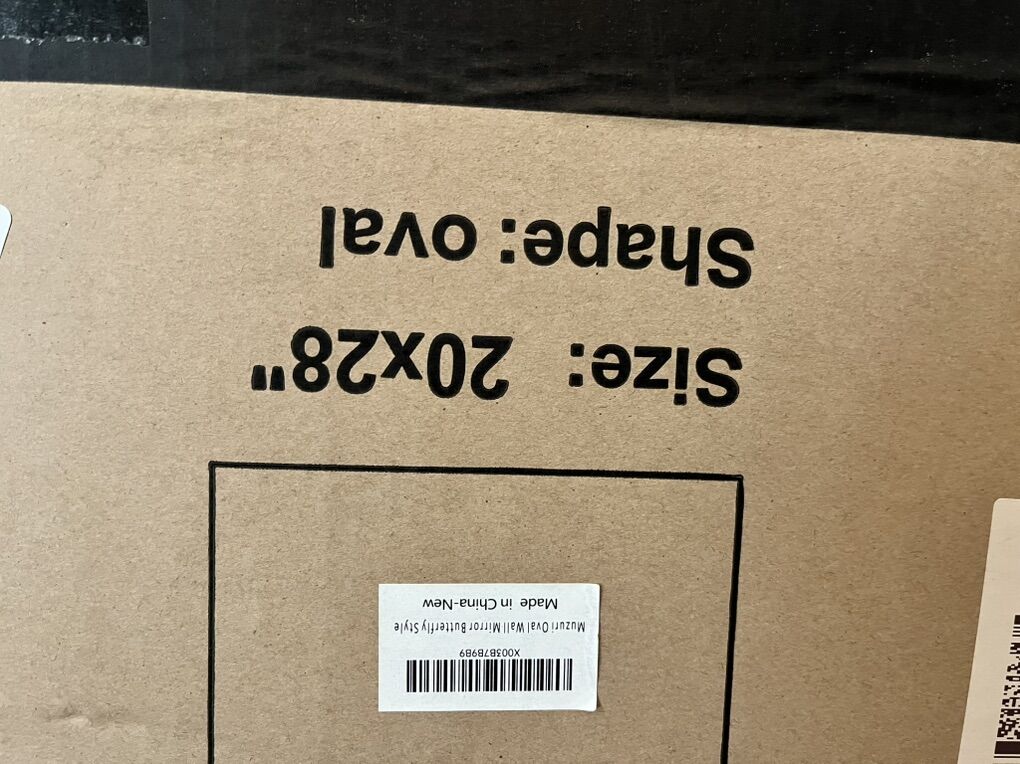 Size: 20x28"
Shape: oval
X003B7B9B9
Muzuri Oval Wall Mirror Butterfly Style
Made in China-New